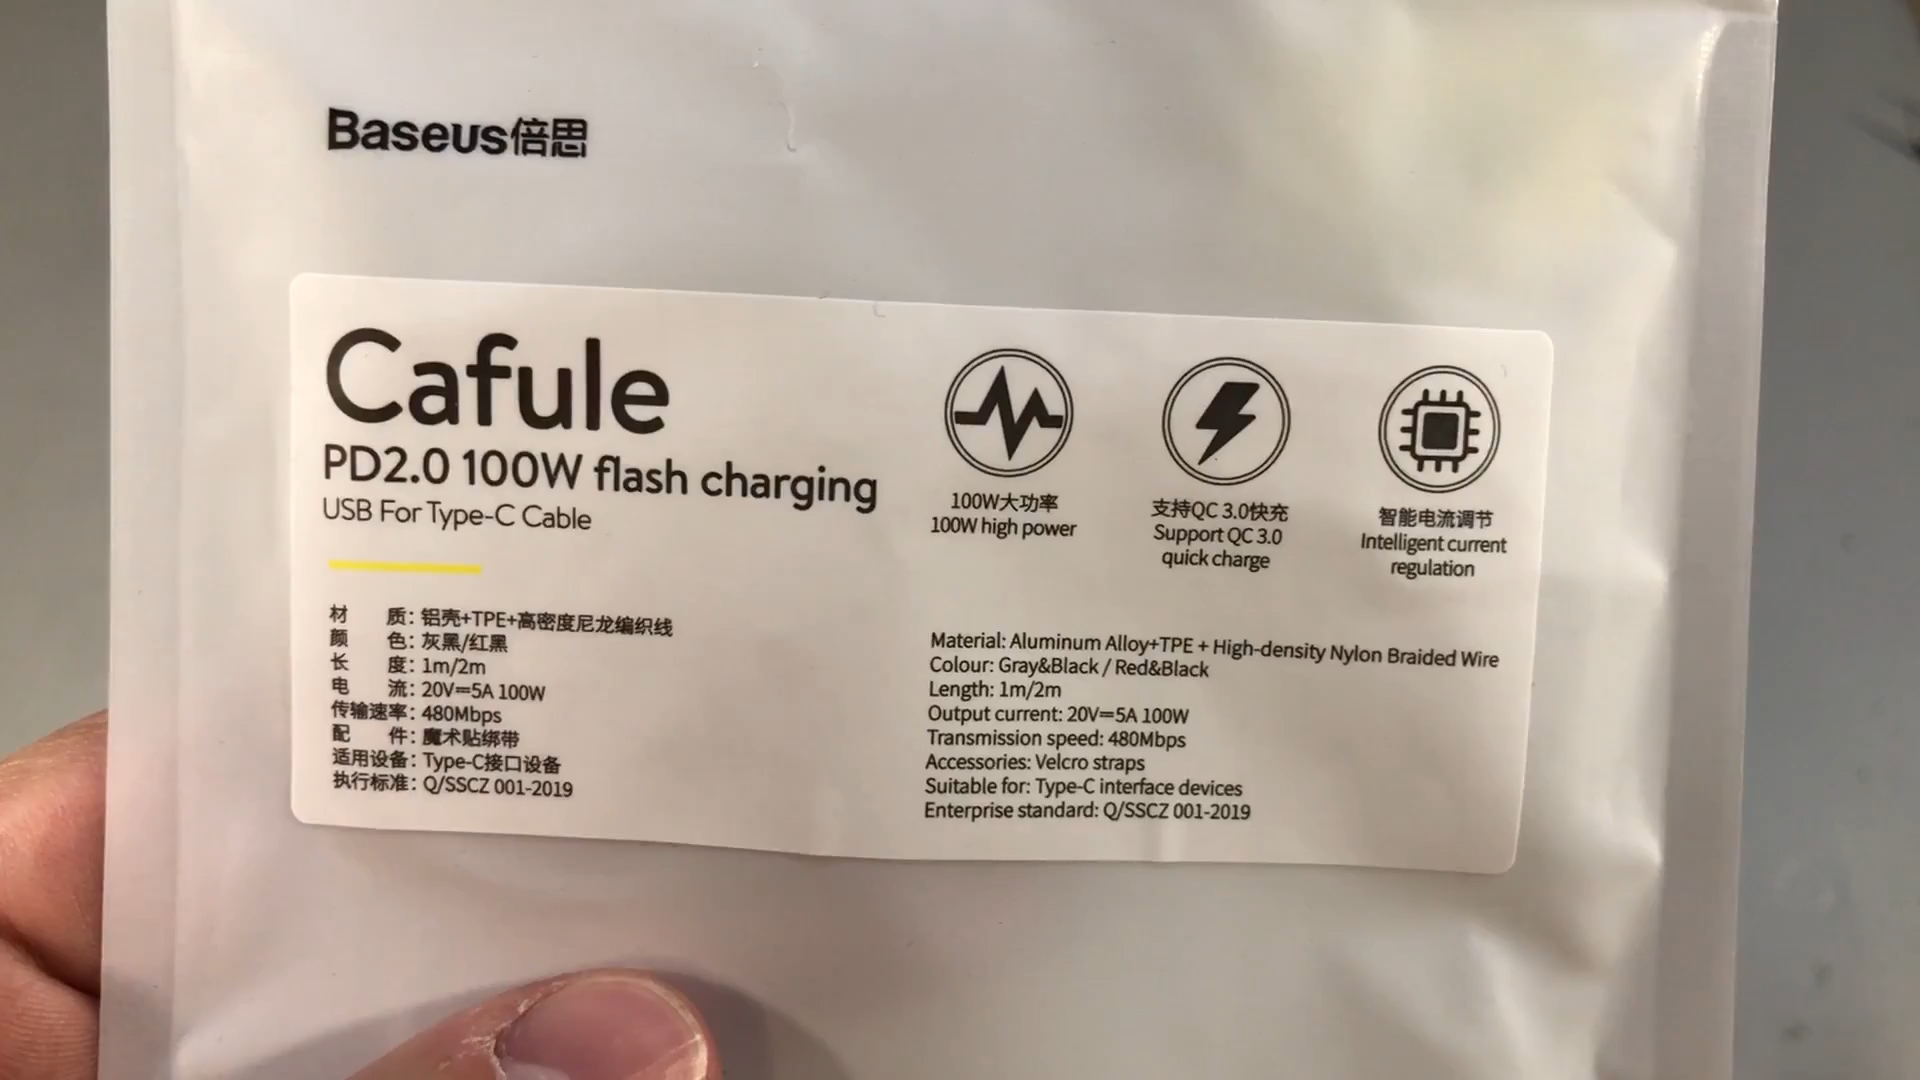 Baseus倍思
Cafule
PD2.0 100W flash charging
USB For Type-C Cable
100W大功率
100W high power
支持QC 3.0快充
Support QC 3.0
quick charge
智能电流调节
Intelligent current
regulation
材 质: 铝壳+TPE+高密度尼龙编织线
颜 色: 灰黑/红黑
长 度: 1m/2m
电 流: 20V⎓5A 100W
传输速率: 480Mbps
配 件: 魔术贴绑带
适用设备: Type-C接口设备
执行标准: Q/SSCZ 001-2019
Material: Aluminum Alloy+TPE + High-density Nylon Braided Wire
Colour: Gray&Black / Red&Black
Length: 1m/2m
Output current: 20V⎓5A 100W
Transmission speed: 480Mbps
Accessories: Velcro straps
Suitable for: Type-C interface devices
Enterprise standard: Q/SSCZ 001-2019